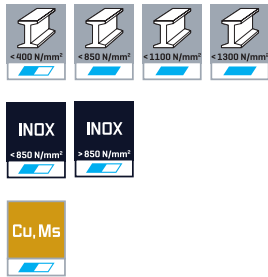 <400 N/mm² <850 N/mm² <1100 N/mm² <1300 N/mm²
INOX INOX
<850 N/mm² >850 N/mm²
Cu, Ms